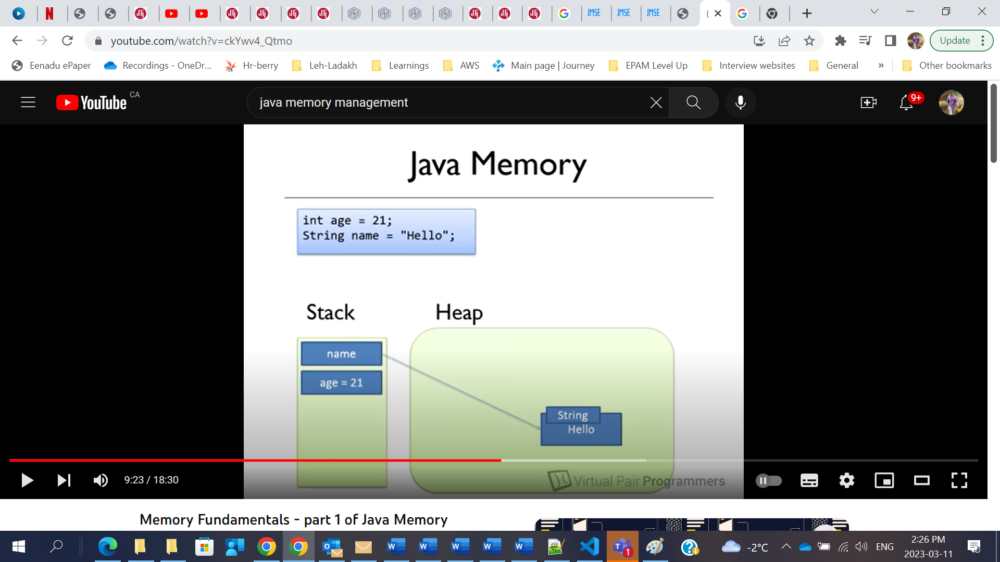 youtube.com/watch?v=ckYwv4_Qtmo
Update
Eenadu ePaper
Recordings - OneDr...
Hr-berry
Leh-Ladakh
Learnings
AWS
Main page | Journey
EPAM Level Up
Interview websites
General
»
Other bookmarks
YouTube CA
java memory management
9+
Java Memory
int age = 21;
String name = "Hello";
Stack
Heap
name
age = 21
String
Hello
Virtual Pair Programmers
9:23 / 18:30
Memory Fundamentals - part 1 of Java Memory
-2°C
ENG
2:26 PM
2023-03-11